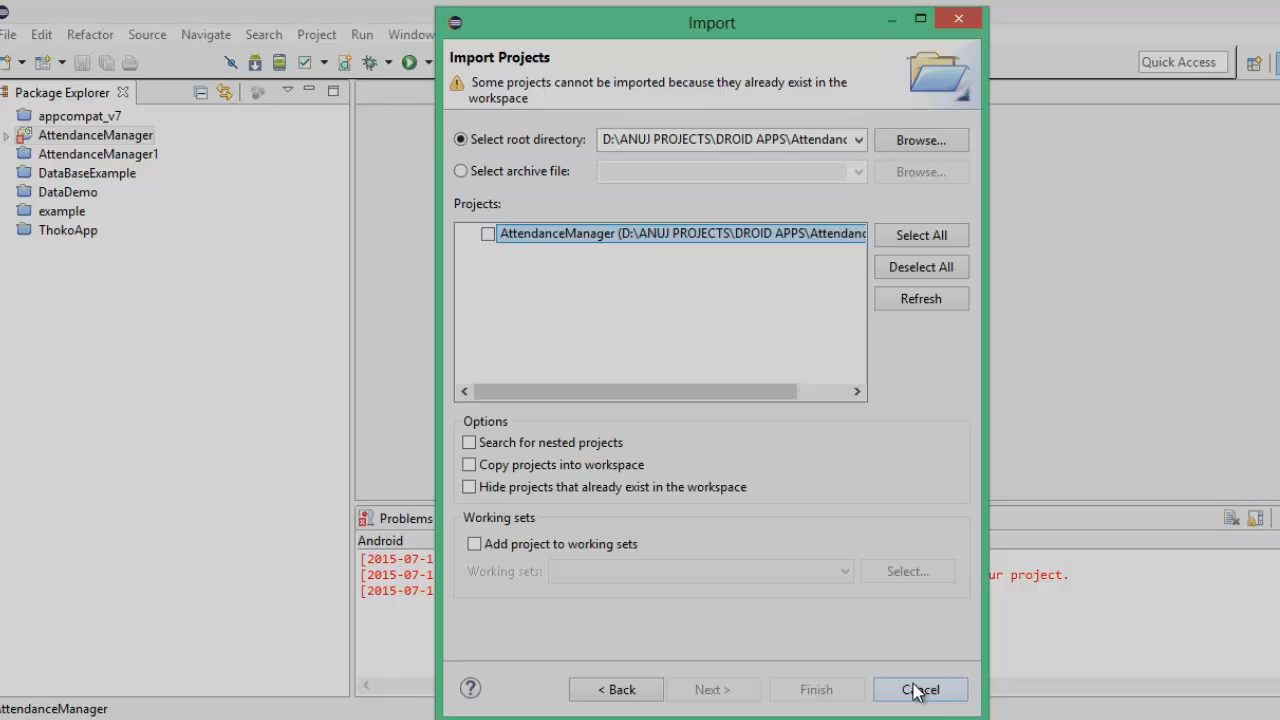 Import
File Edit Refactor Source Navigate Search Project Run Window
Quick Access
Package Explorer
appcompat_v7
AttendanceManager
AttendanceManager1
DataBaseExample
DataDemo
example
ThokoApp
Import Projects
Some projects cannot be imported because they already exist in the
workspace
Select root directory: D:\ANUJ PROJECTS\DROID APPS\Attendanc Browse...
Select archive file: Browse...
Projects:
AttendanceManager (D:\ANUJ PROJECTS\DROID APPS\Attendanc
Select All
Deselect All
Refresh
Options
Search for nested projects
Copy projects into workspace
Hide projects that already exist in the workspace
Working sets
Add project to working sets
Working sets: Select...
? < Back Next > Finish Cancel
Problems
Android
[2015-07-1
[2015-07-1 ur project.
[2015-07-1
AttendanceManager